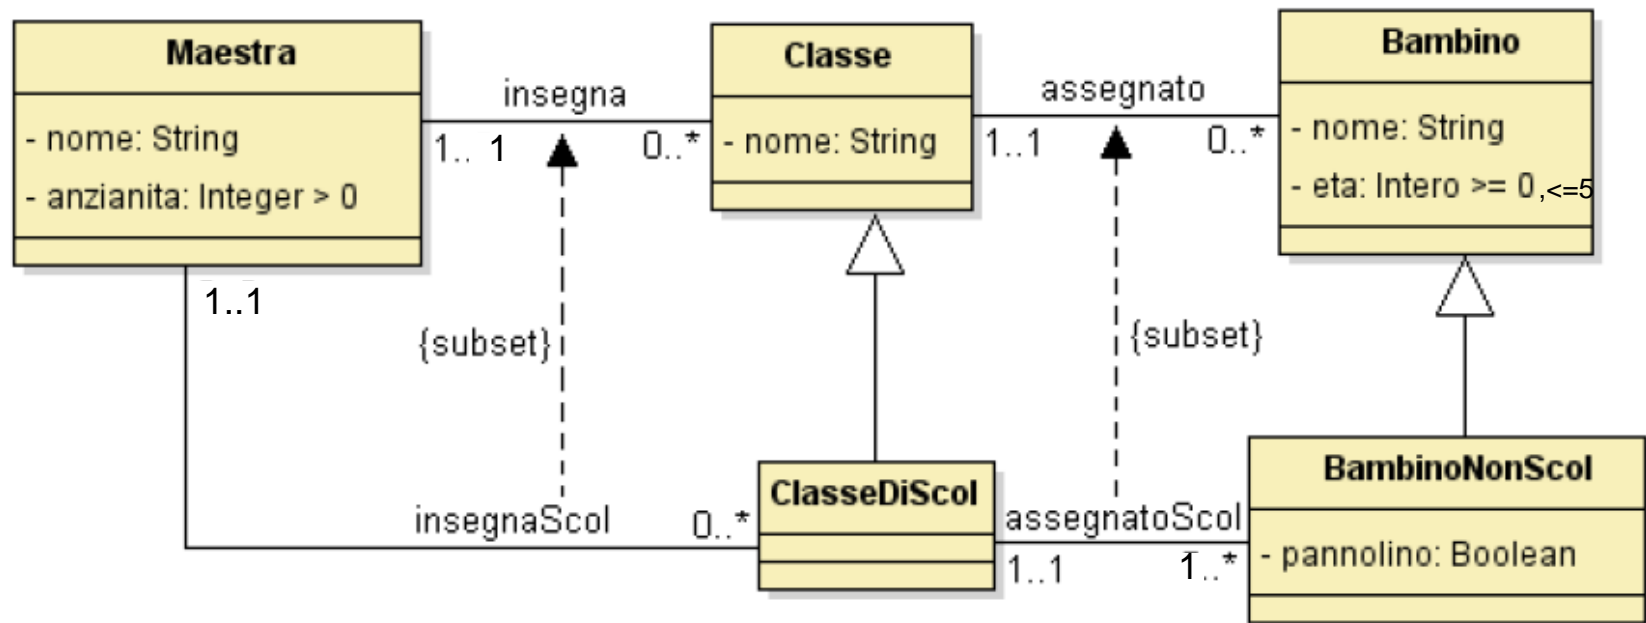 Maestra
- nome: String
- anzianita: Integer > 0
insegna
1.. 1
0..*
Classe
- nome: String
assegnato
1..1
0..*
Bambino
- nome: String
- eta: Intero >= 0,<=5
1..1
{subset}
{subset}
insegnaScol
0..*
ClasseDiScol
assegnatoScol
1..1
1..*
BambinoNonScol
- pannolino: Boolean